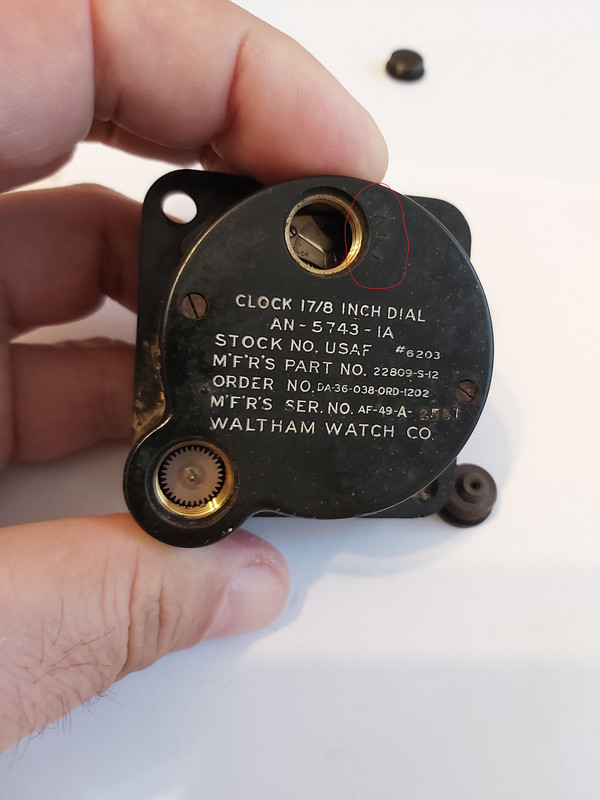 CLOCK 17/8 INCH DIAL
AN-5743-1A
STOCK NO. USAF #6203
M'F'R'S PART NO. 22809-S-12
ORDER NO. DA-36-038-ORD-1202
M'F'R'S SER. NO. AF-49-A-
WALTHAM WATCH CO.